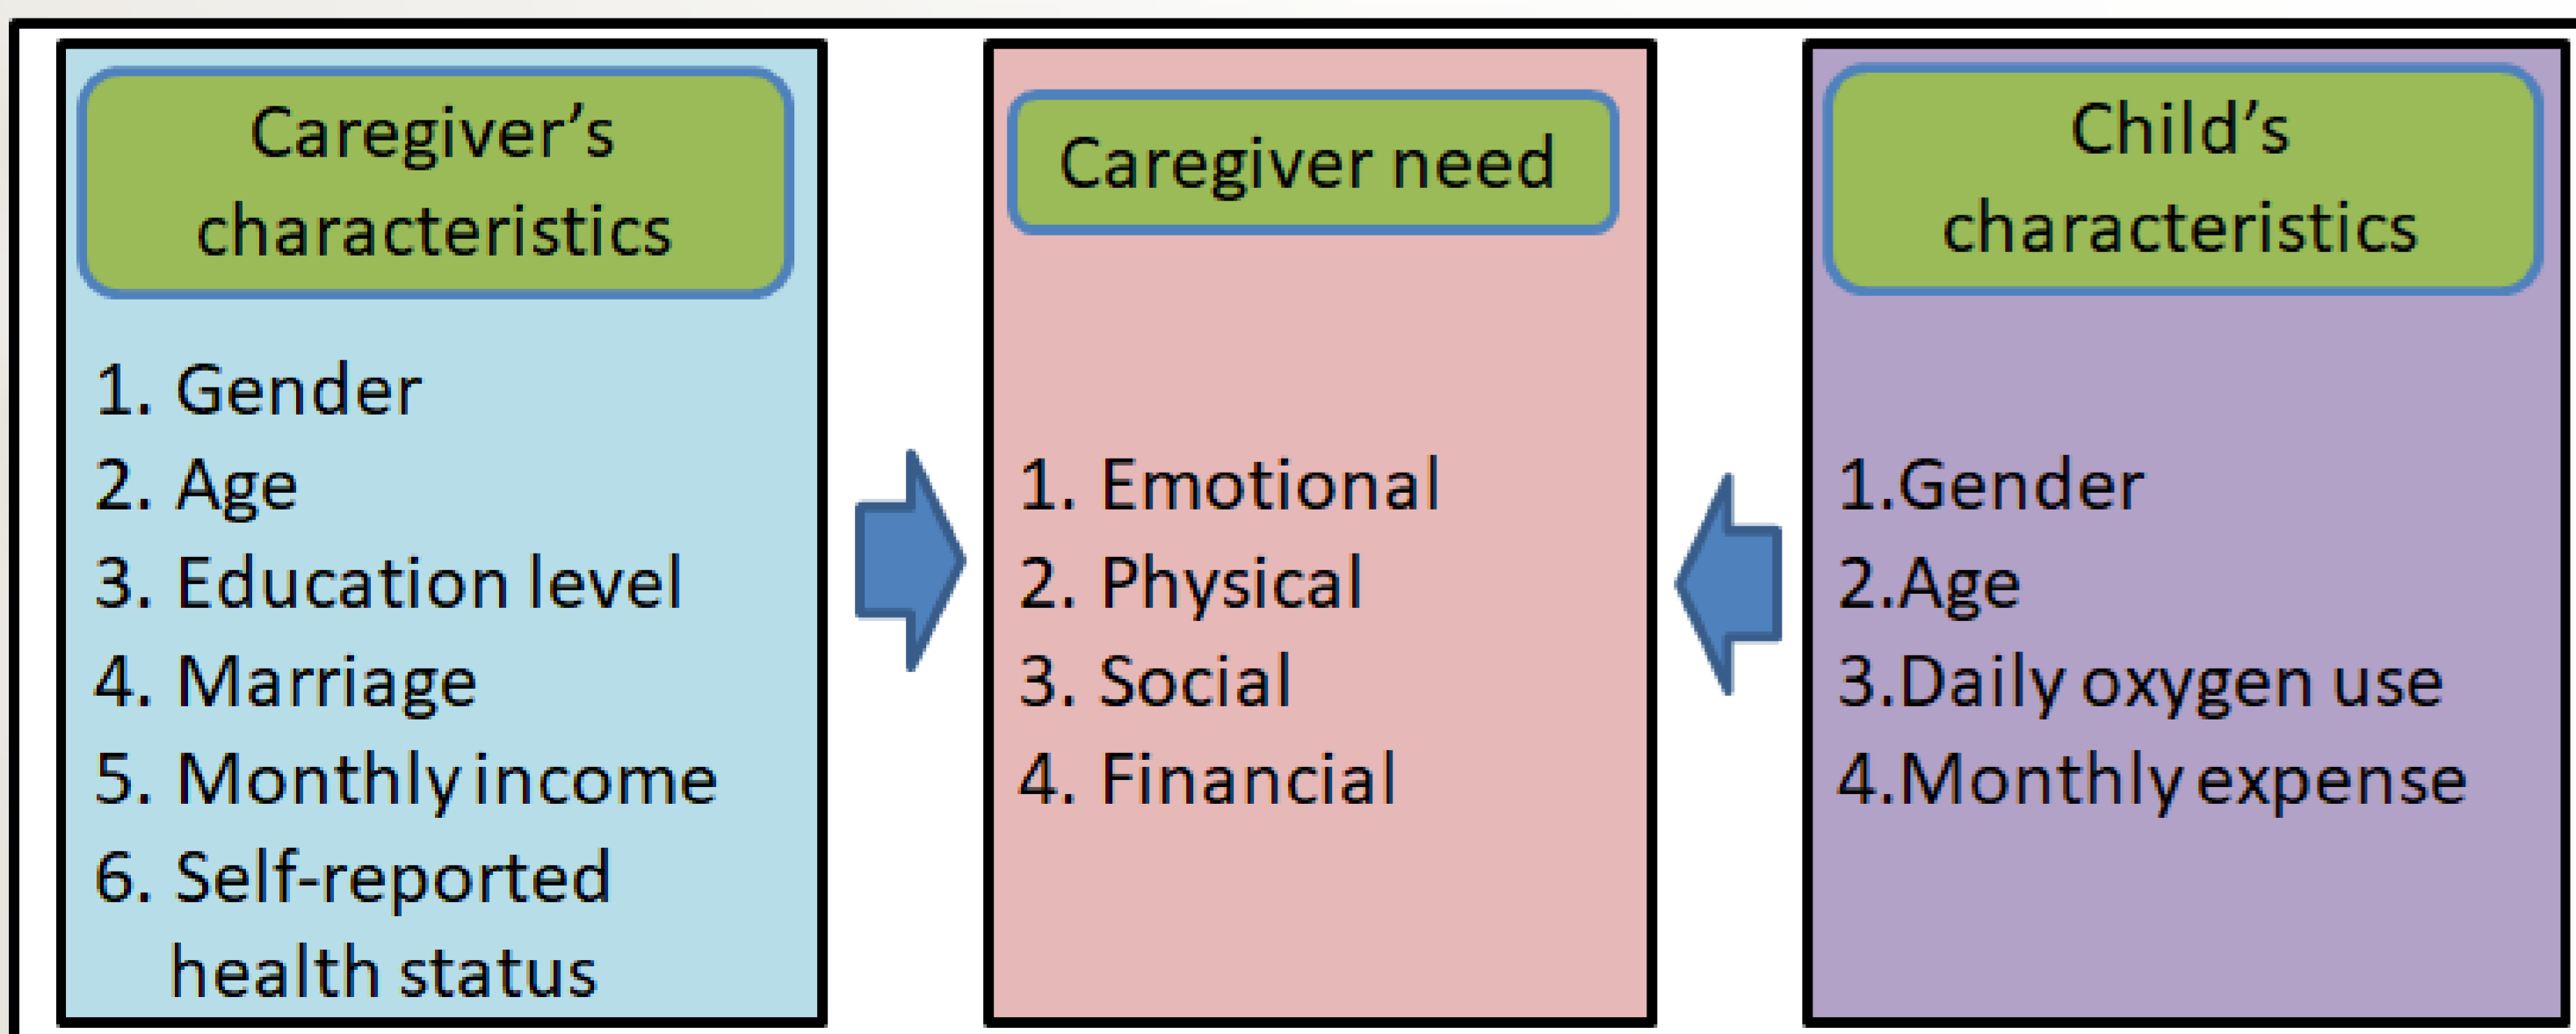 Caregiver’s
characteristics
1. Gender
2. Age
3. Education level
4. Marriage
5. Monthly income
6. Self-reported
health status
Caregiver need
1. Emotional
2. Physical
3. Social
4. Financial
Child’s
characteristics
1.Gender
2.Age
3.Daily oxygen use
4.Monthly expense